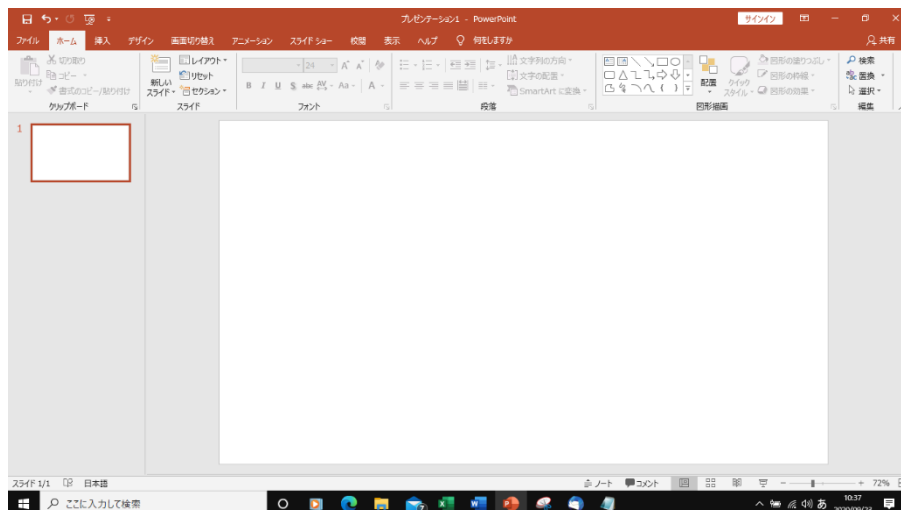 プレゼンテーション1 - PowerPoint
サインイン
ファイル ホーム 挿入 デザイン 画面切り替え アニメーション スライド ショー 校閲 表示 ヘルプ 何をしますか 共有
切り取り
コピー
書式のコピー/貼り付け
貼り付け
クリップボード
新しい
スライド
レイアウト
リセット
セクション
スライド
24
B I U S abc AV Aa A
フォント
文字列の方向
文字の配置
SmartArt に変換
段落
配置
クイック
スタイル
図形の塗りつぶし
図形の枠線
図形の効果
図形描画
検索
置換
選択
編集
1
スライド 1/1 日本語 ノート コメント 72%
ここに入力して検索
あ 10:37
2020/09/23